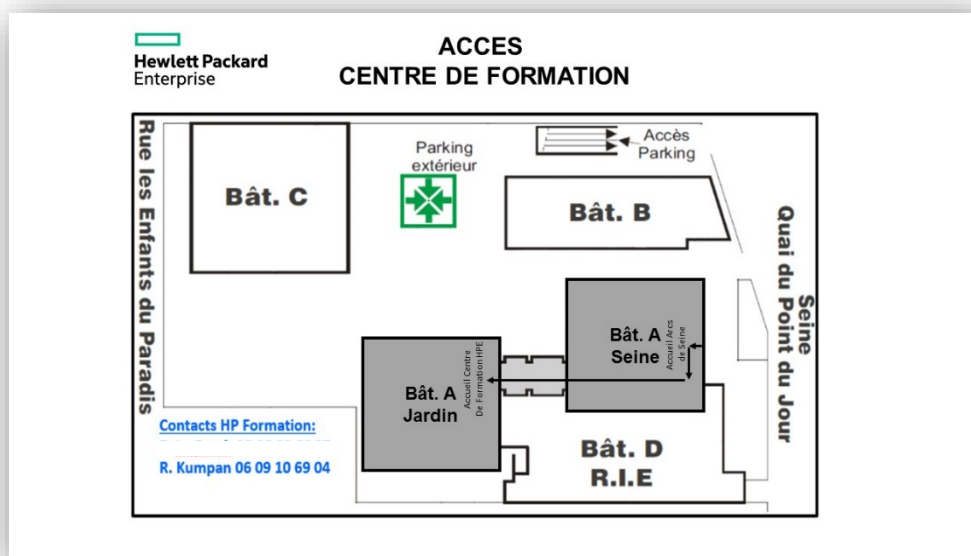 Hewlett Packard
Enterprise
ACCES
CENTRE DE FORMATION
Rue les Enfants du Paradis
Bât. C
Parking
extérieur
Accès
Parking
Bât. B
Seine
Quai du Point du Jour
Bât. A
Seine
Accueil Arcs
de Seine
Bât. A
Jardin
Accueil Centre
De Formation HPE
Bât. D
R.I.E
Contacts HP Formation:
R. Kumpan 06 09 10 69 04